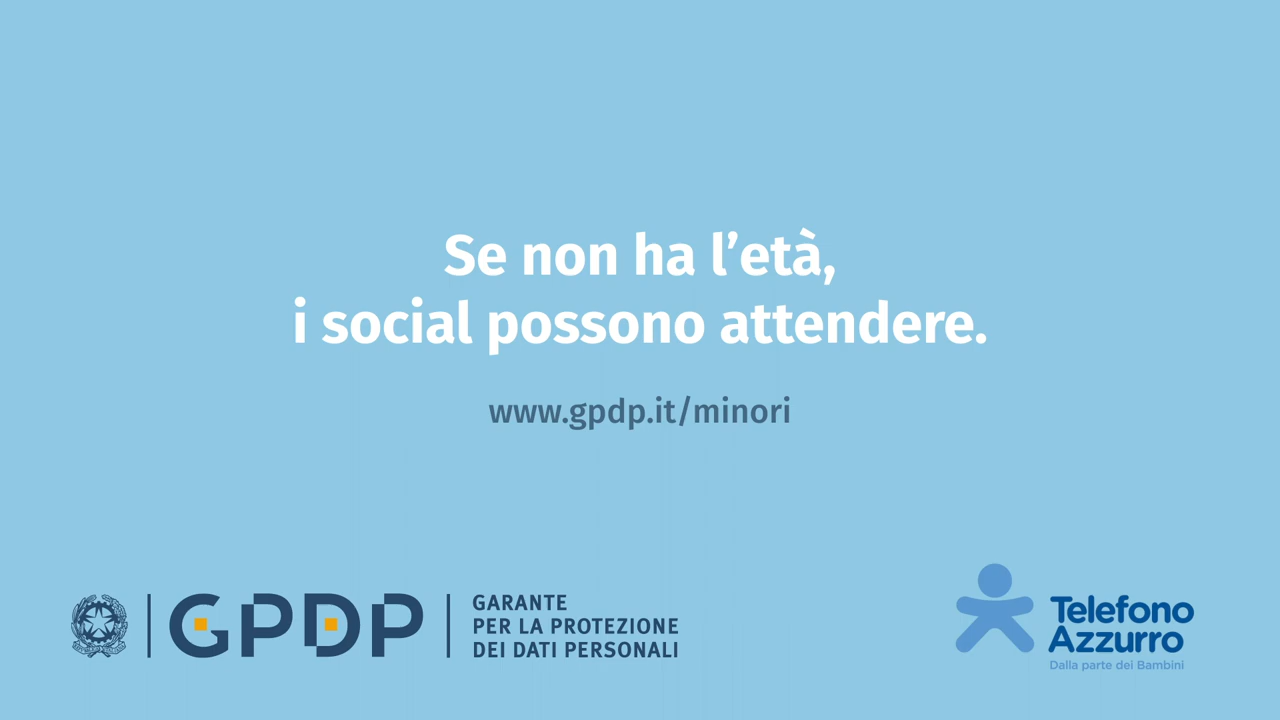 Se non ha l’età,
i social possono attendere.
www.gpdp.it/minori
GPDP
GARANTE
PER LA PROTEZIONE
DEI DATI PERSONALI
Telefono
Azzurro
Dalla parte dei Bambini